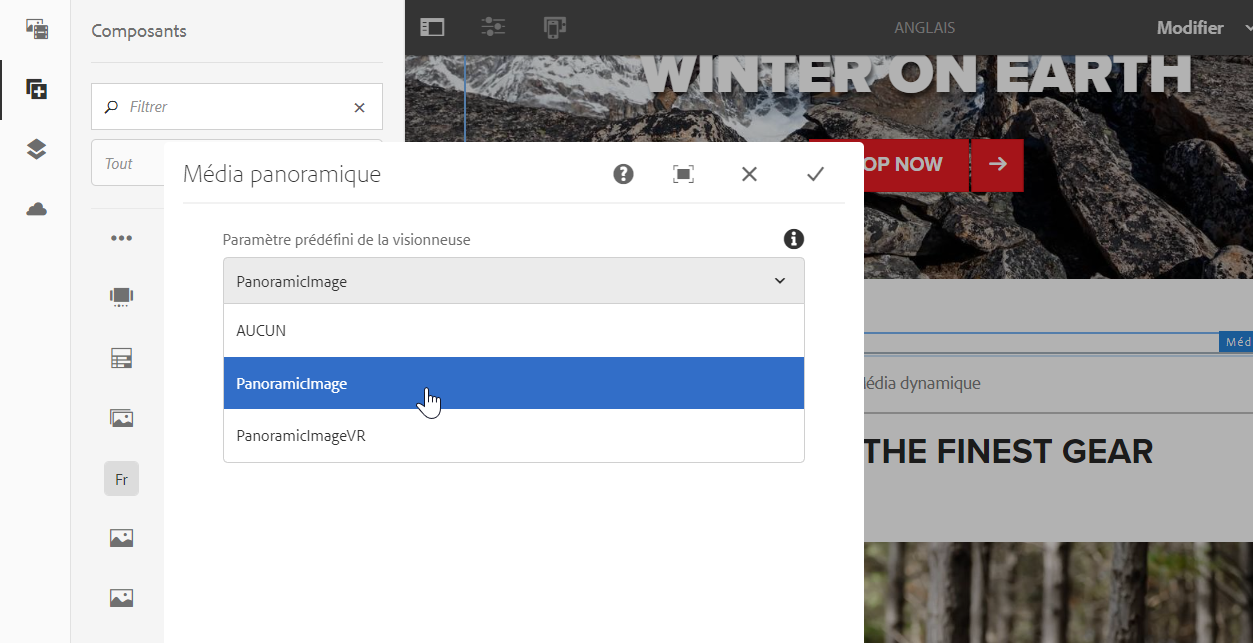 Composants
ANGLAIS
Modifier
Filtrer
Tout
WINTER ON EARTH
OP NOW
Média panoramique
Paramètre prédéfini de la visionneuse
PanoramicImage
AUCUN
PanoramicImage
PanoramicImageVR
Méd
édia dynamique
THE FINEST GEAR
Fr